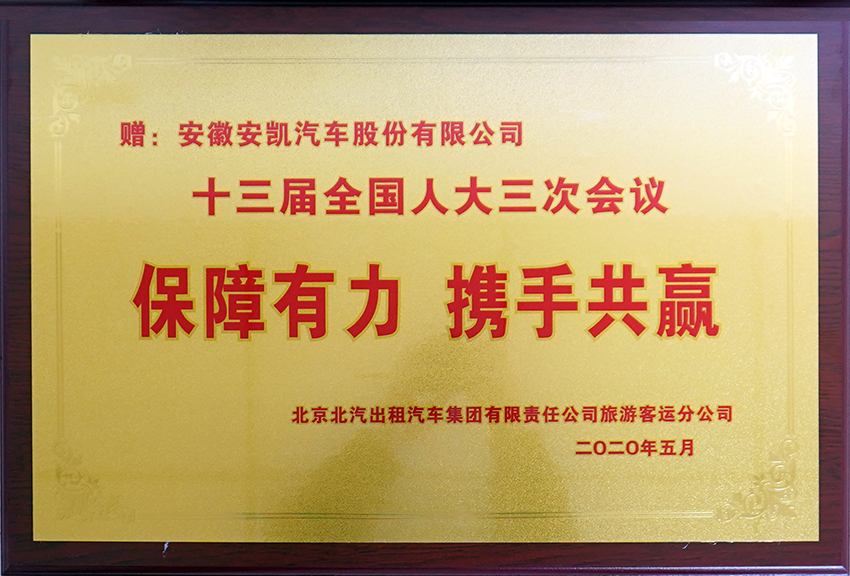 赠：安徽安凯汽车股份有限公司
十三届全国人大三次会议
保障有力 携手共赢
北京北汽出租汽车集团有限责任公司旅游客运分公司
二〇二〇年五月